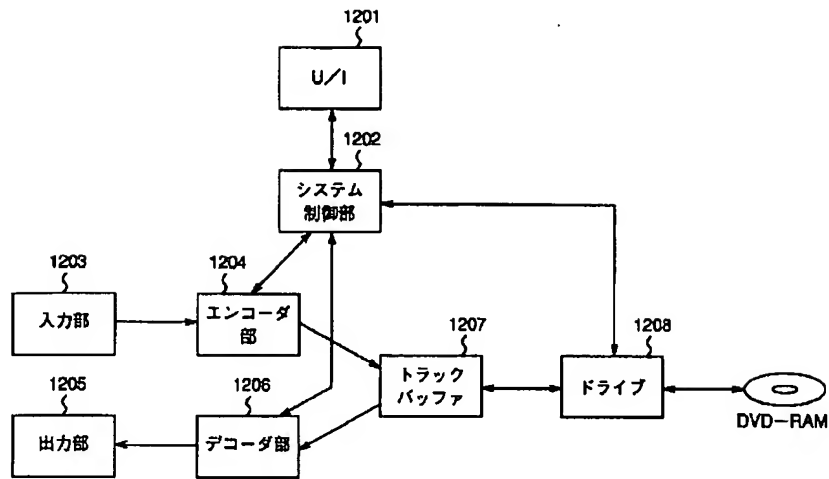 1201
U/I
1202
システム
制御部
1203
入力部
1204
エンコーダ
部
1207
トラック
バッファ
1208
ドライブ
DVD-RAM
1205
出力部
1206
デコーダ部